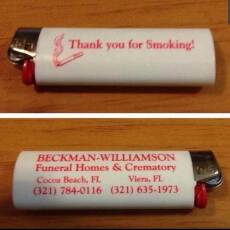 Thank you for Smoking!
BECKMAN-WILLIAMSON
Funeral Homes & Crematory
Cocoa Beach, FL Viera, FL
(321) 784-0116 (321) 635-1973